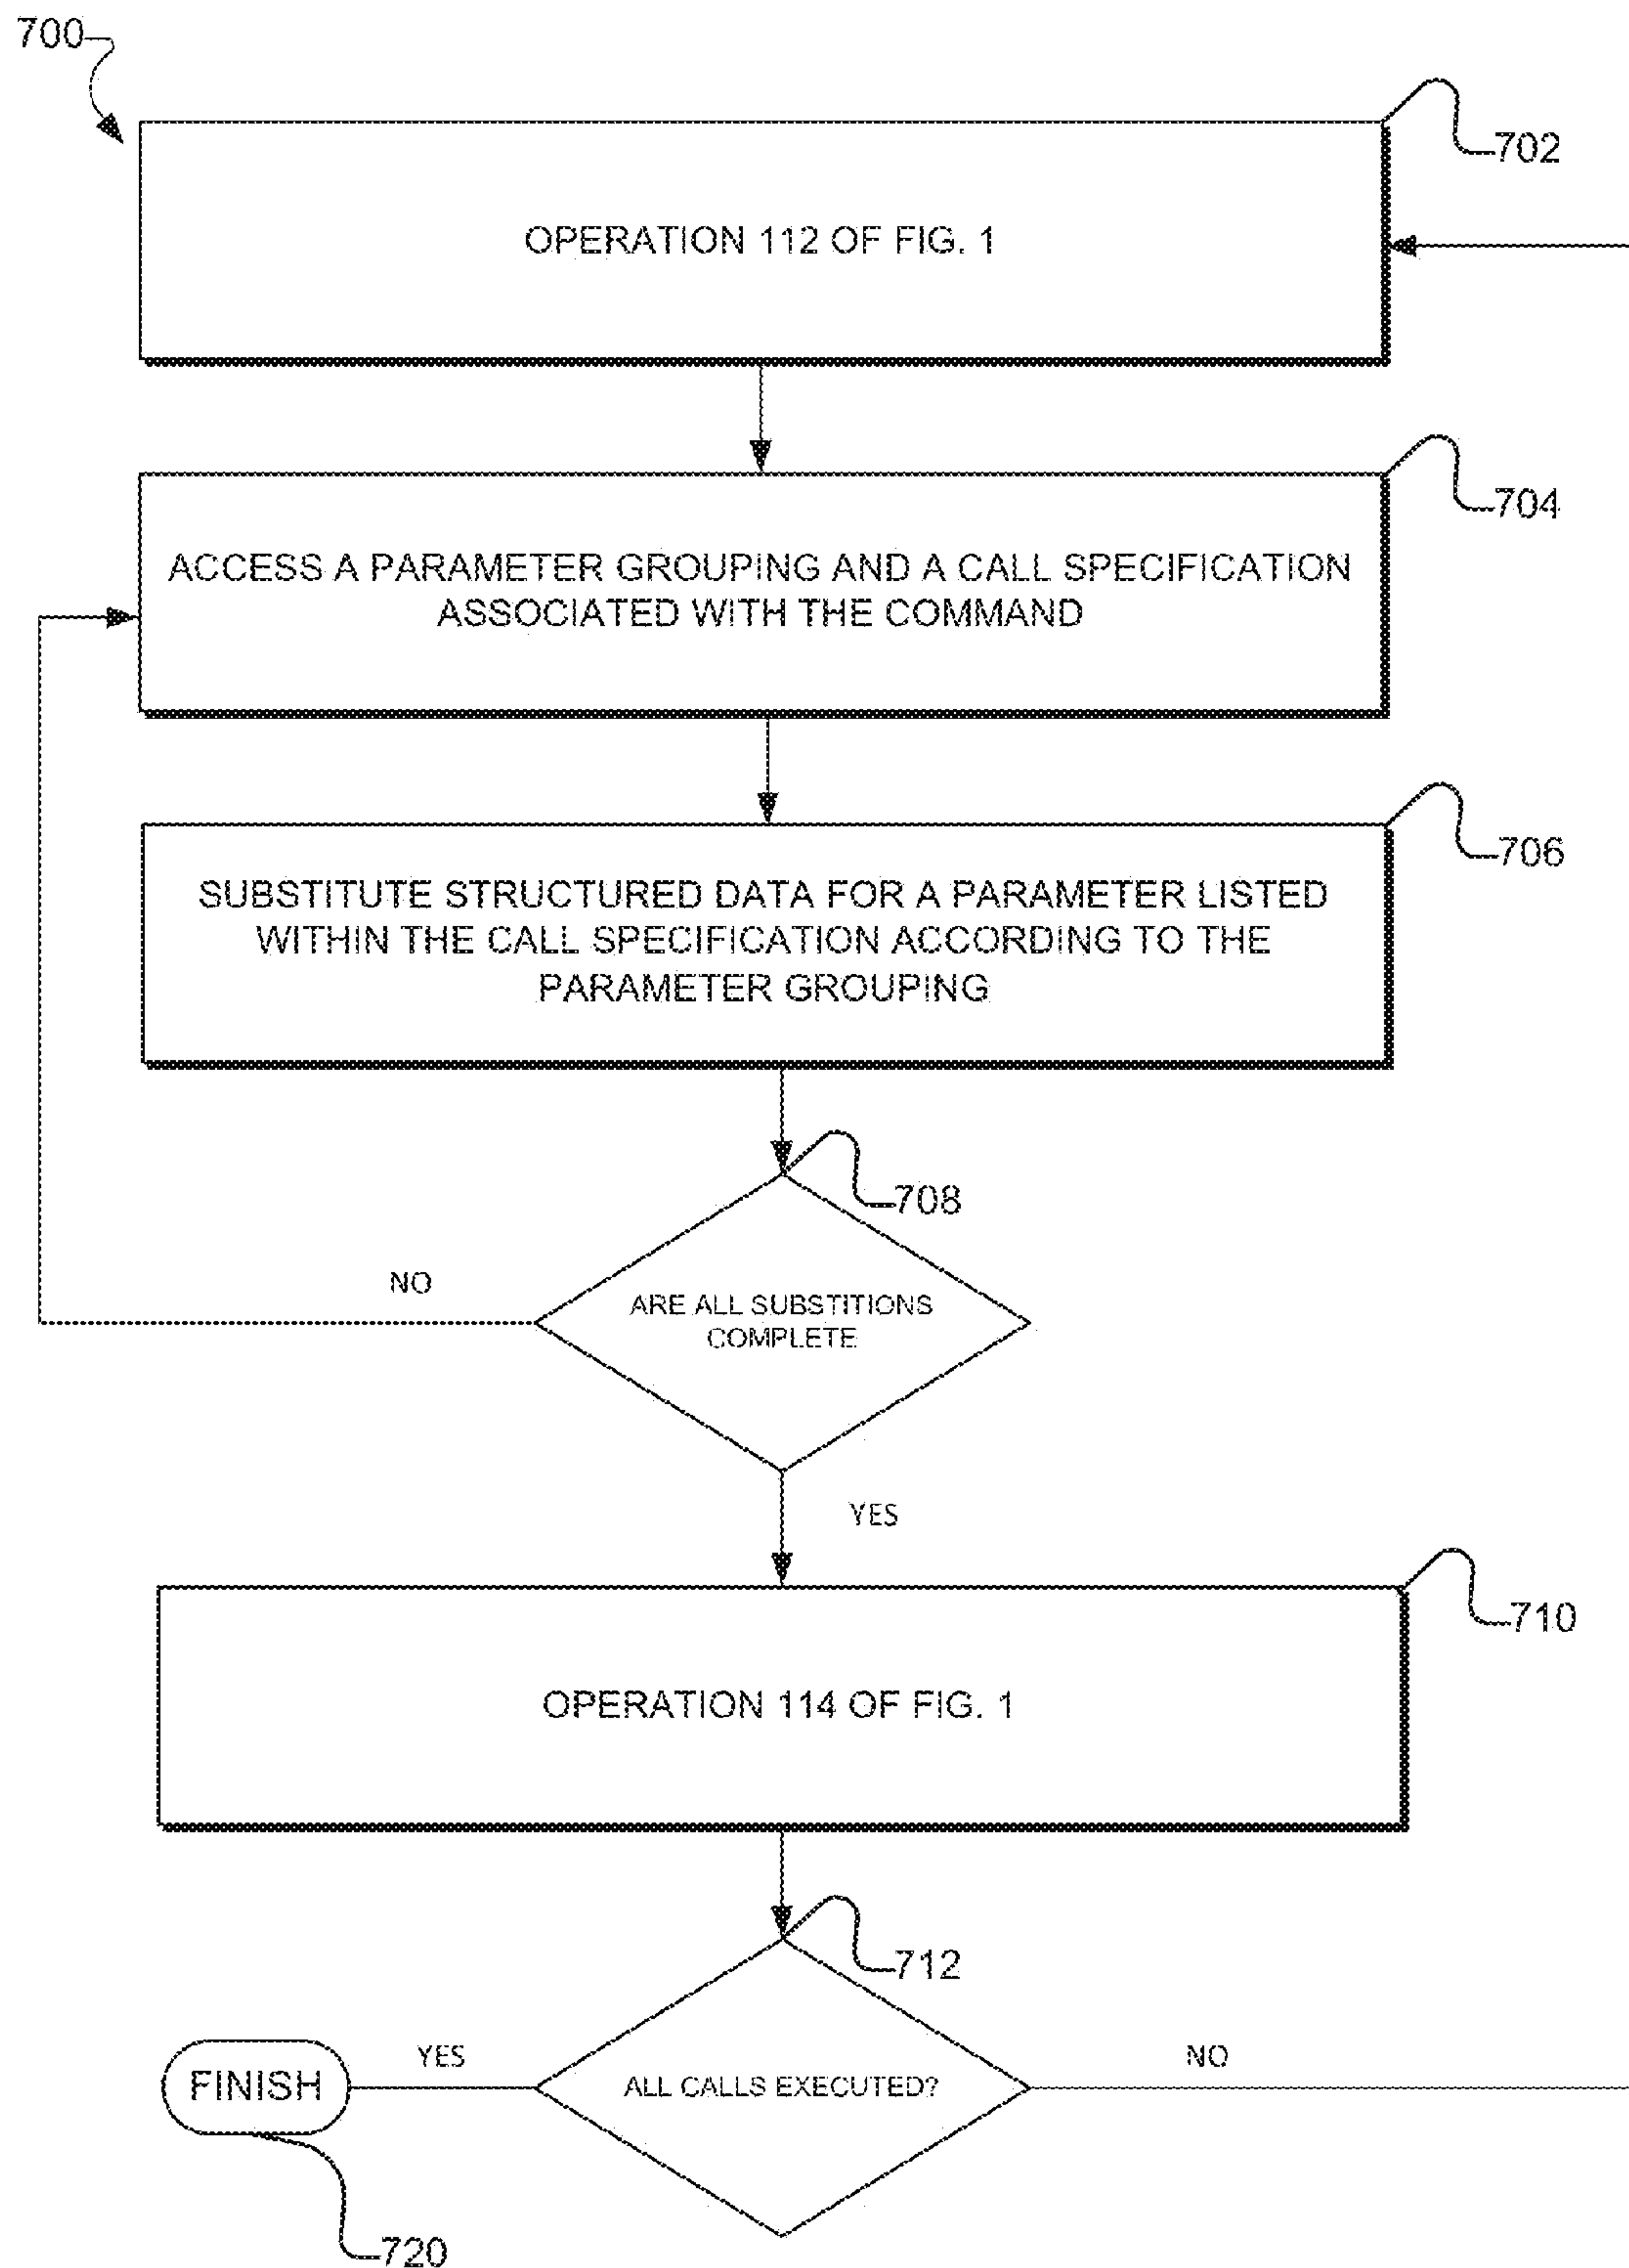 700
702
OPERATION 112 OF FIG. 1
704
ACCESS A PARAMETER GROUPING AND A CALL SPECIFICATION
ASSOCIATED WITH THE COMMAND
706
SUBSTITUTE STRUCTURED DATA FOR A PARAMETER LISTED
WITHIN THE CALL SPECIFICATION ACCORDING TO THE
PARAMETER GROUPING
708
NO
ARE ALL SUBSTITIONS
COMPLETE
YES
710
OPERATION 114 OF FIG. 1
712
FINISH
YES
ALL CALLS EXECUTED?
NO
720